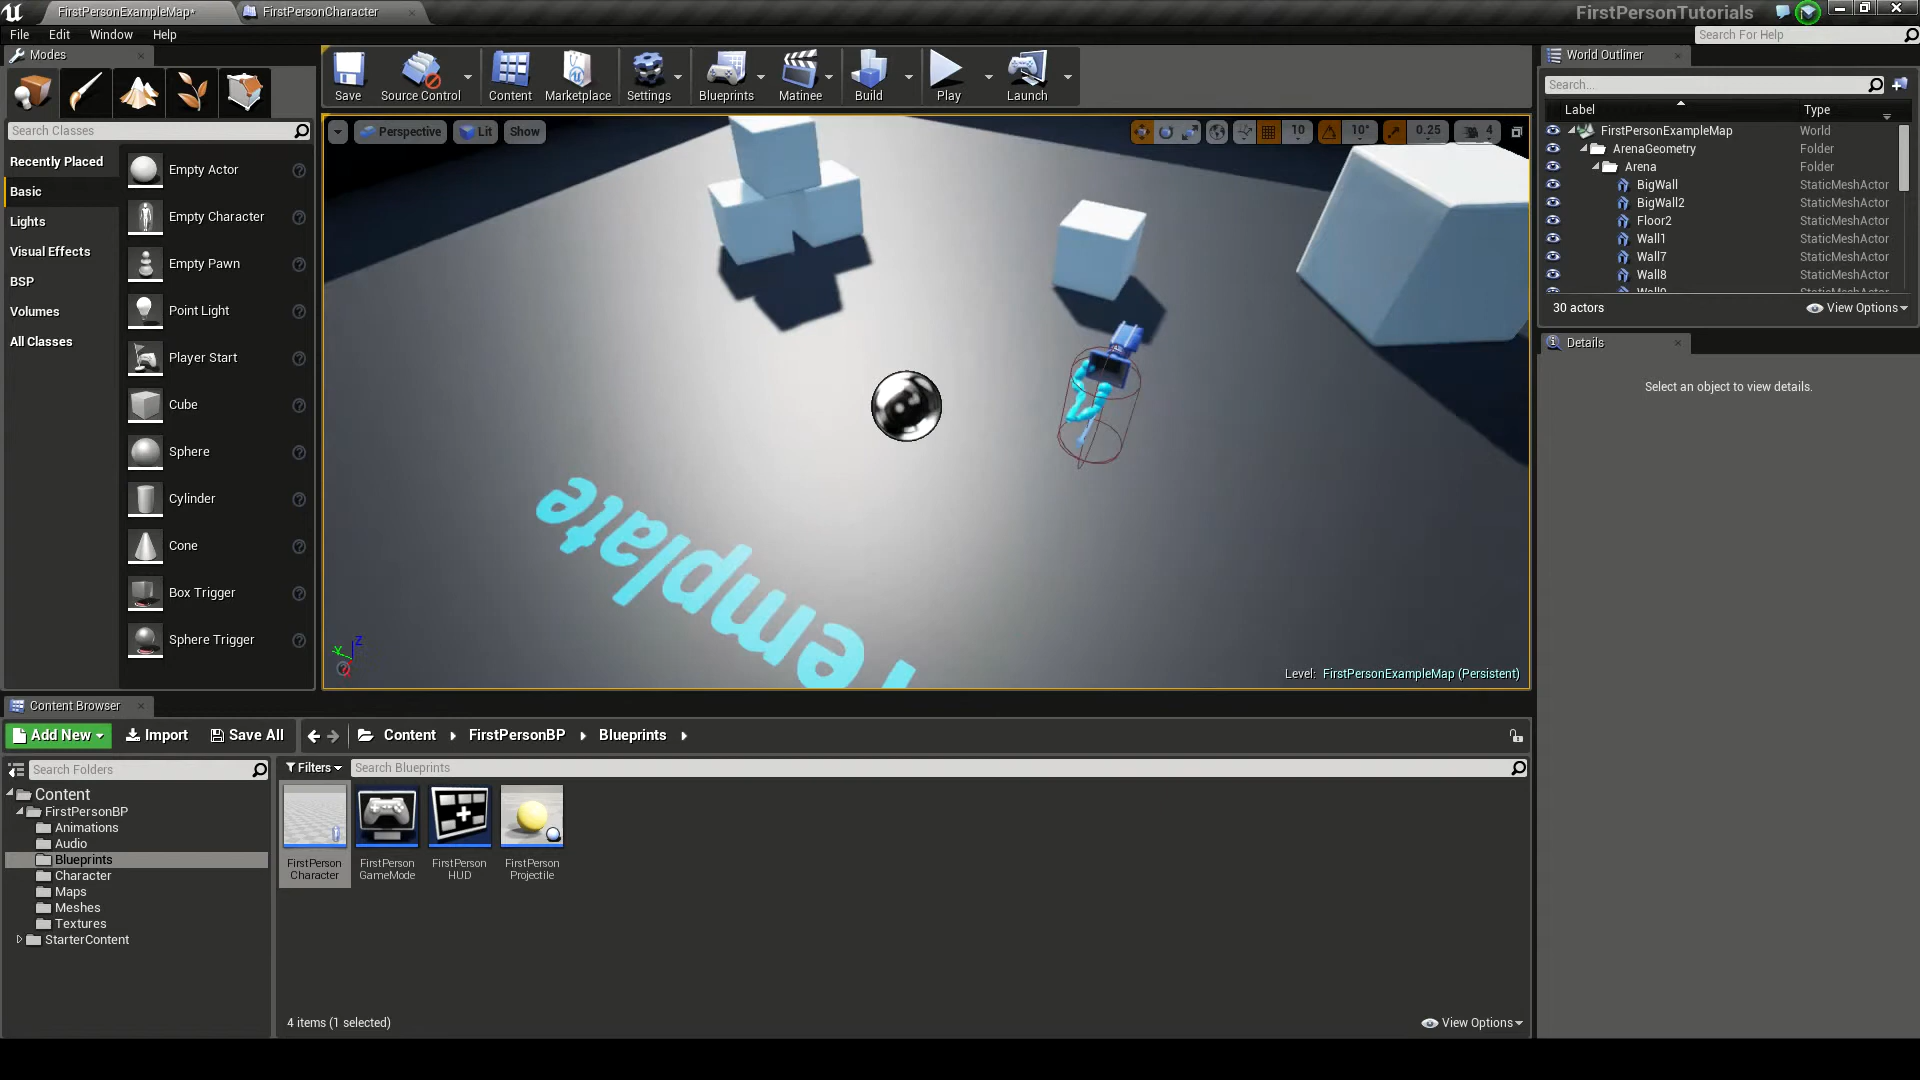 FirstPersonExampleMap*
FirstPersonCharacter
FirstPersonTutorials
File Edit Window Help
Search For Help
Modes
Search Classes
Recently Placed
Basic
Lights
Visual Effects
BSP
Volumes
All Classes
Empty Actor
Empty Character
Empty Pawn
Point Light
Player Start
Cube
Sphere
Cylinder
Cone
Box Trigger
Sphere Trigger
Save
Source Control
Content
Marketplace
Settings
Blueprints
Matinee
Build
Play
Launch
Perspective
Lit
Show
10
10°
0.25
4
Template
Z
Y
Level: FirstPersonExampleMap (Persistent)
World Outliner
Search...
Label Type
FirstPersonExampleMap World
ArenaGeometry Folder
Arena Folder
BigWall StaticMeshActor
BigWall2 StaticMeshActor
Floor2 StaticMeshActor
Wall1 StaticMeshActor
Wall7 StaticMeshActor
Wall8 StaticMeshActor
30 actors
View Options
Details
Select an object to view details.
Content Browser
Add New
Import
Save All
Content
FirstPersonBP
Blueprints
Search Folders
Content
FirstPersonBP
Animations
Audio
Blueprints
Character
Maps
Meshes
Textures
StarterContent
Filters
Search Blueprints
FirstPerson
Character
FirstPerson
GameMode
FirstPerson
HUD
FirstPerson
Projectile
4 items (1 selected)
View Options